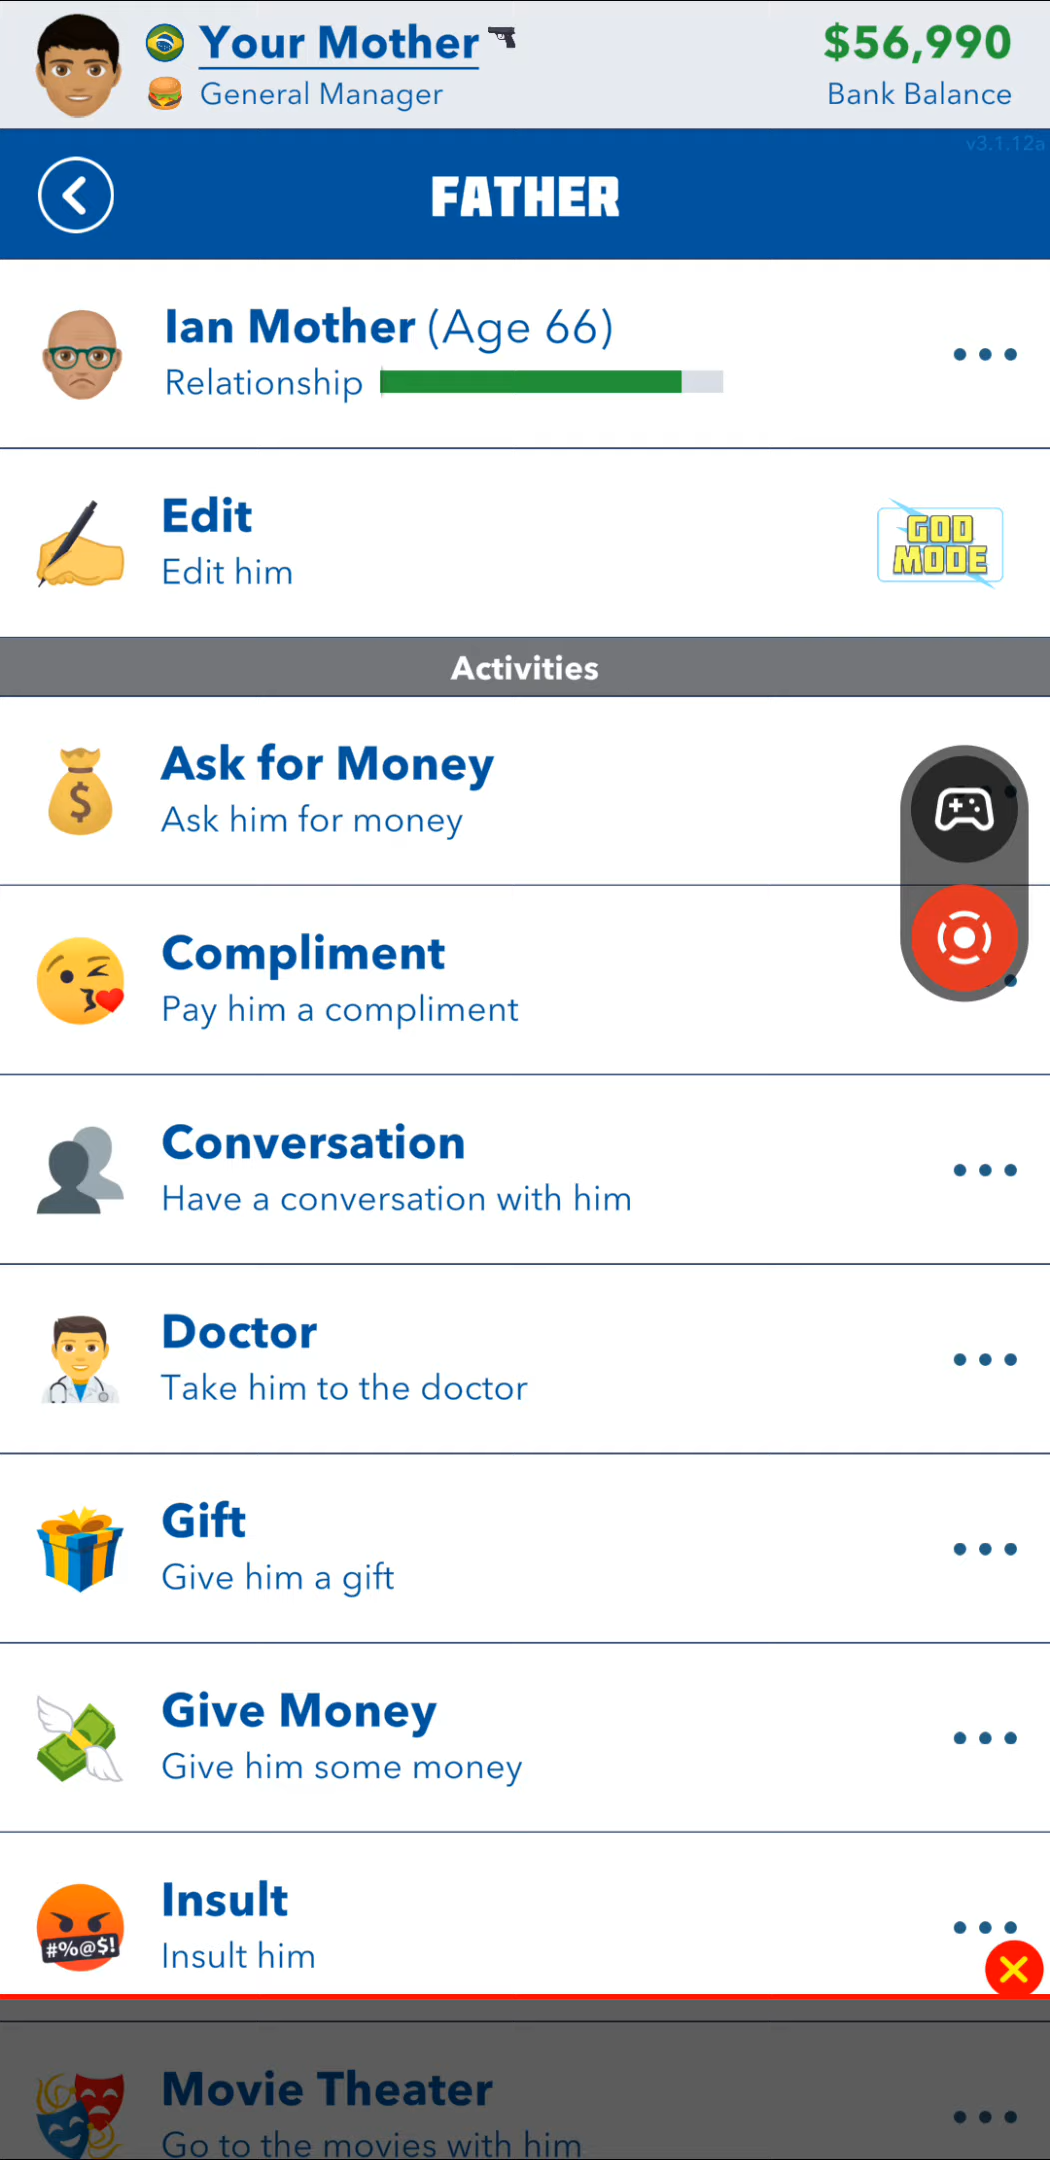 Your Mother
$56,990
General Manager
Bank Balance
v3.1.12a
FATHER
Ian Mother (Age 66)
Relationship
Edit
Edit him
GOD
MODE
Activities
Ask for Money
Ask him for money
Compliment
Pay him a compliment
Conversation
Have a conversation with him
Doctor
Take him to the doctor
Gift
Give him a gift
Give Money
Give him some money
Insult
#%@$!
Insult him
Movie Theater
Go to the movies with him